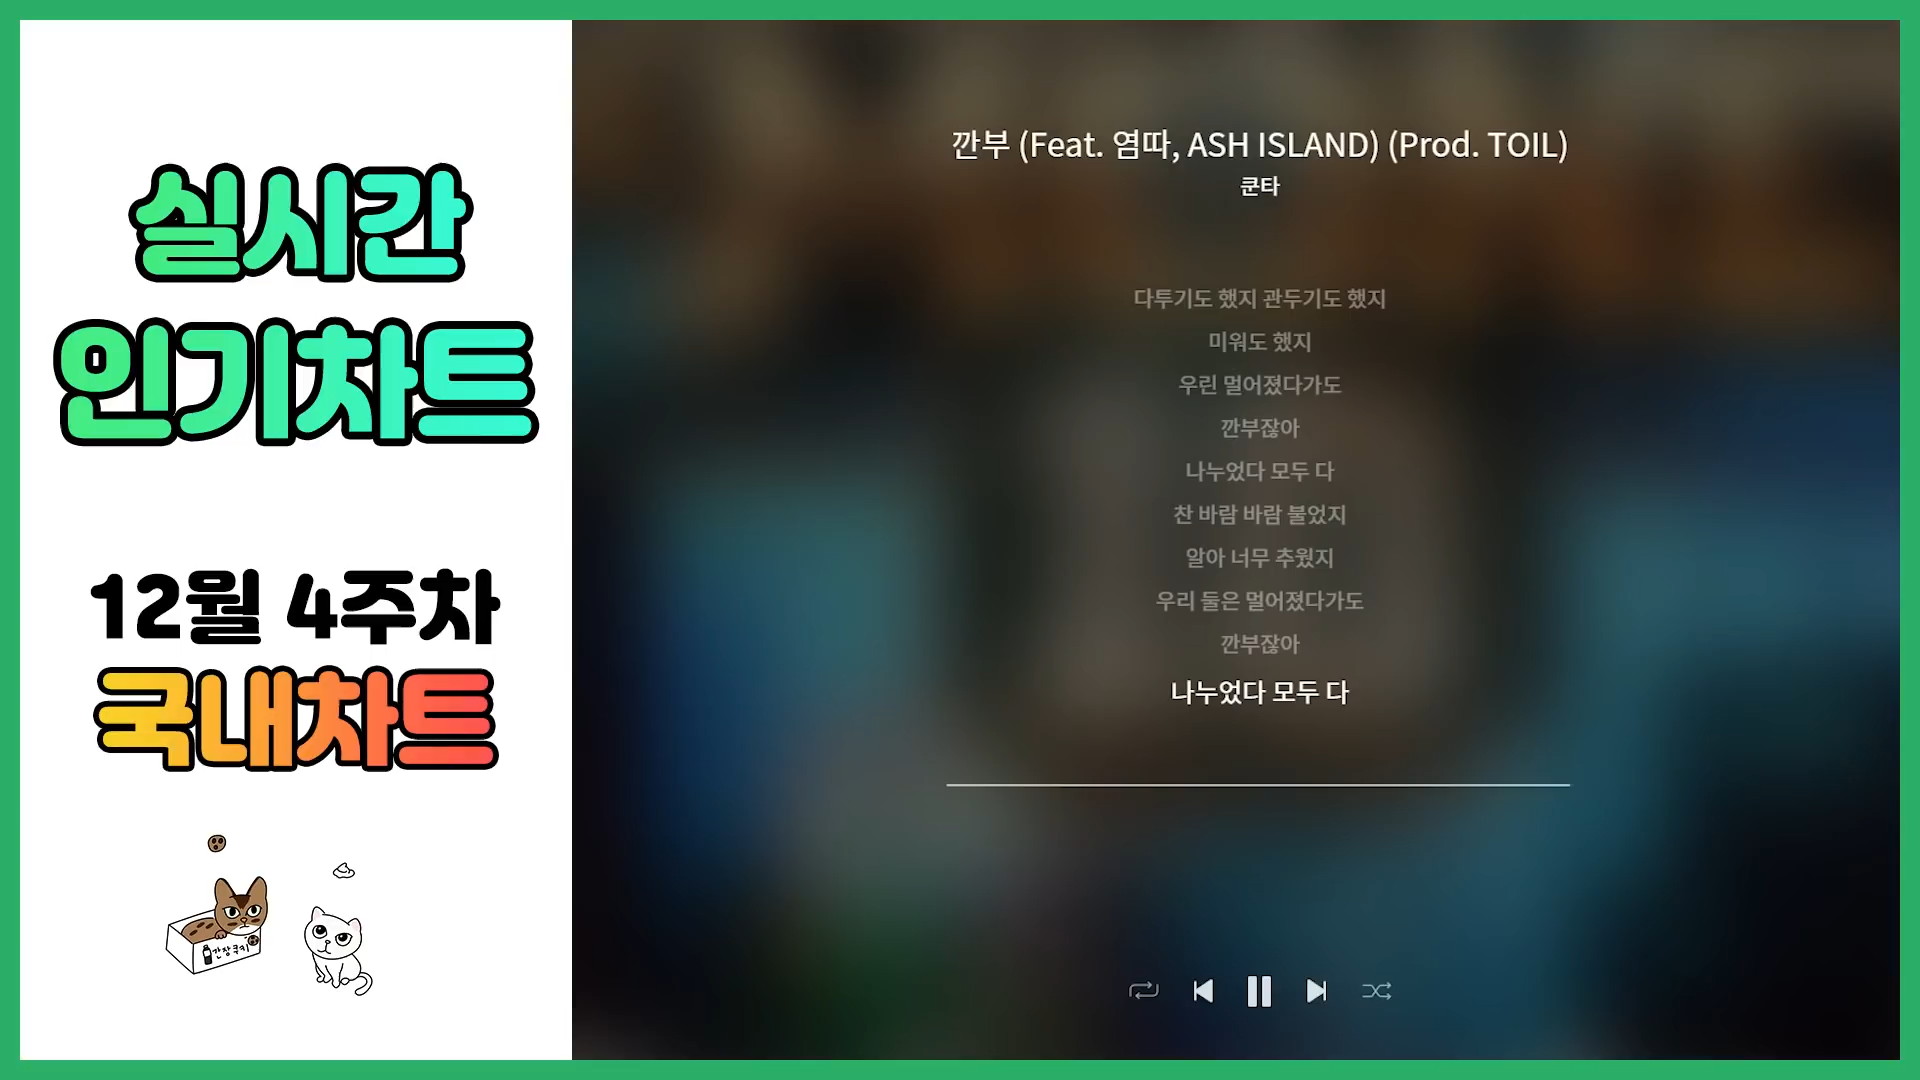 실시간
인기차트
12월 4주차
국내차트
간장쿡키
깐부 (Feat. 염따, ASH ISLAND) (Prod. TOIL)
쿤타
다투기도 했지 관두기도 했지
미워도 했지
우린 멀어졌다가도
깐부잖아
나누었다 모두 다
찬 바람 바람 불었지
알아 너무 추웠지
우리 둘은 멀어졌다가도
깐부잖아
나누었다 모두 다